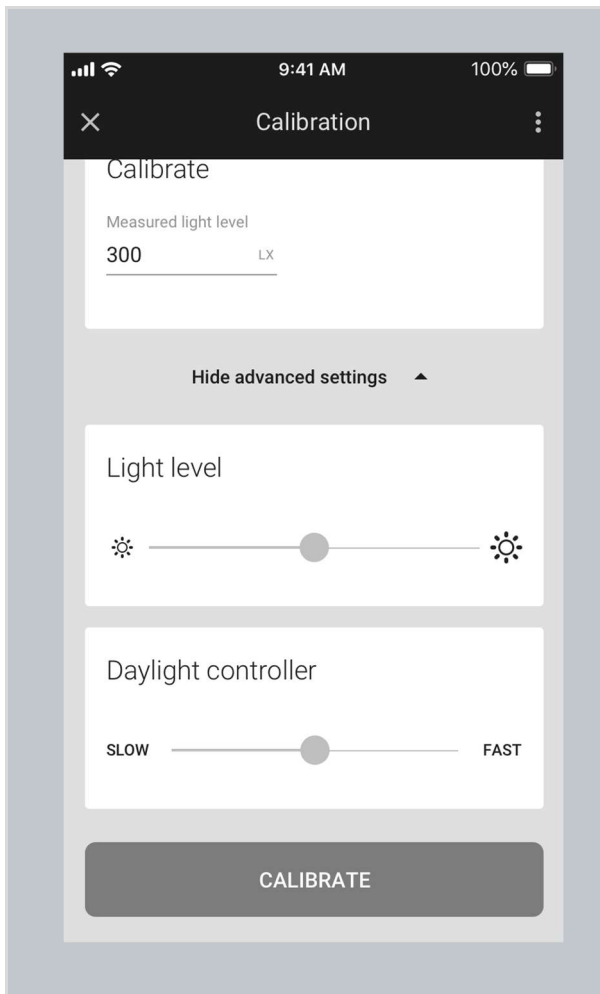 9:41 AM
100%
Calibration
Calibrate
Measured light level
300 LX
Hide advanced settings
Light level
Daylight controller
SLOW FAST
CALIBRATE